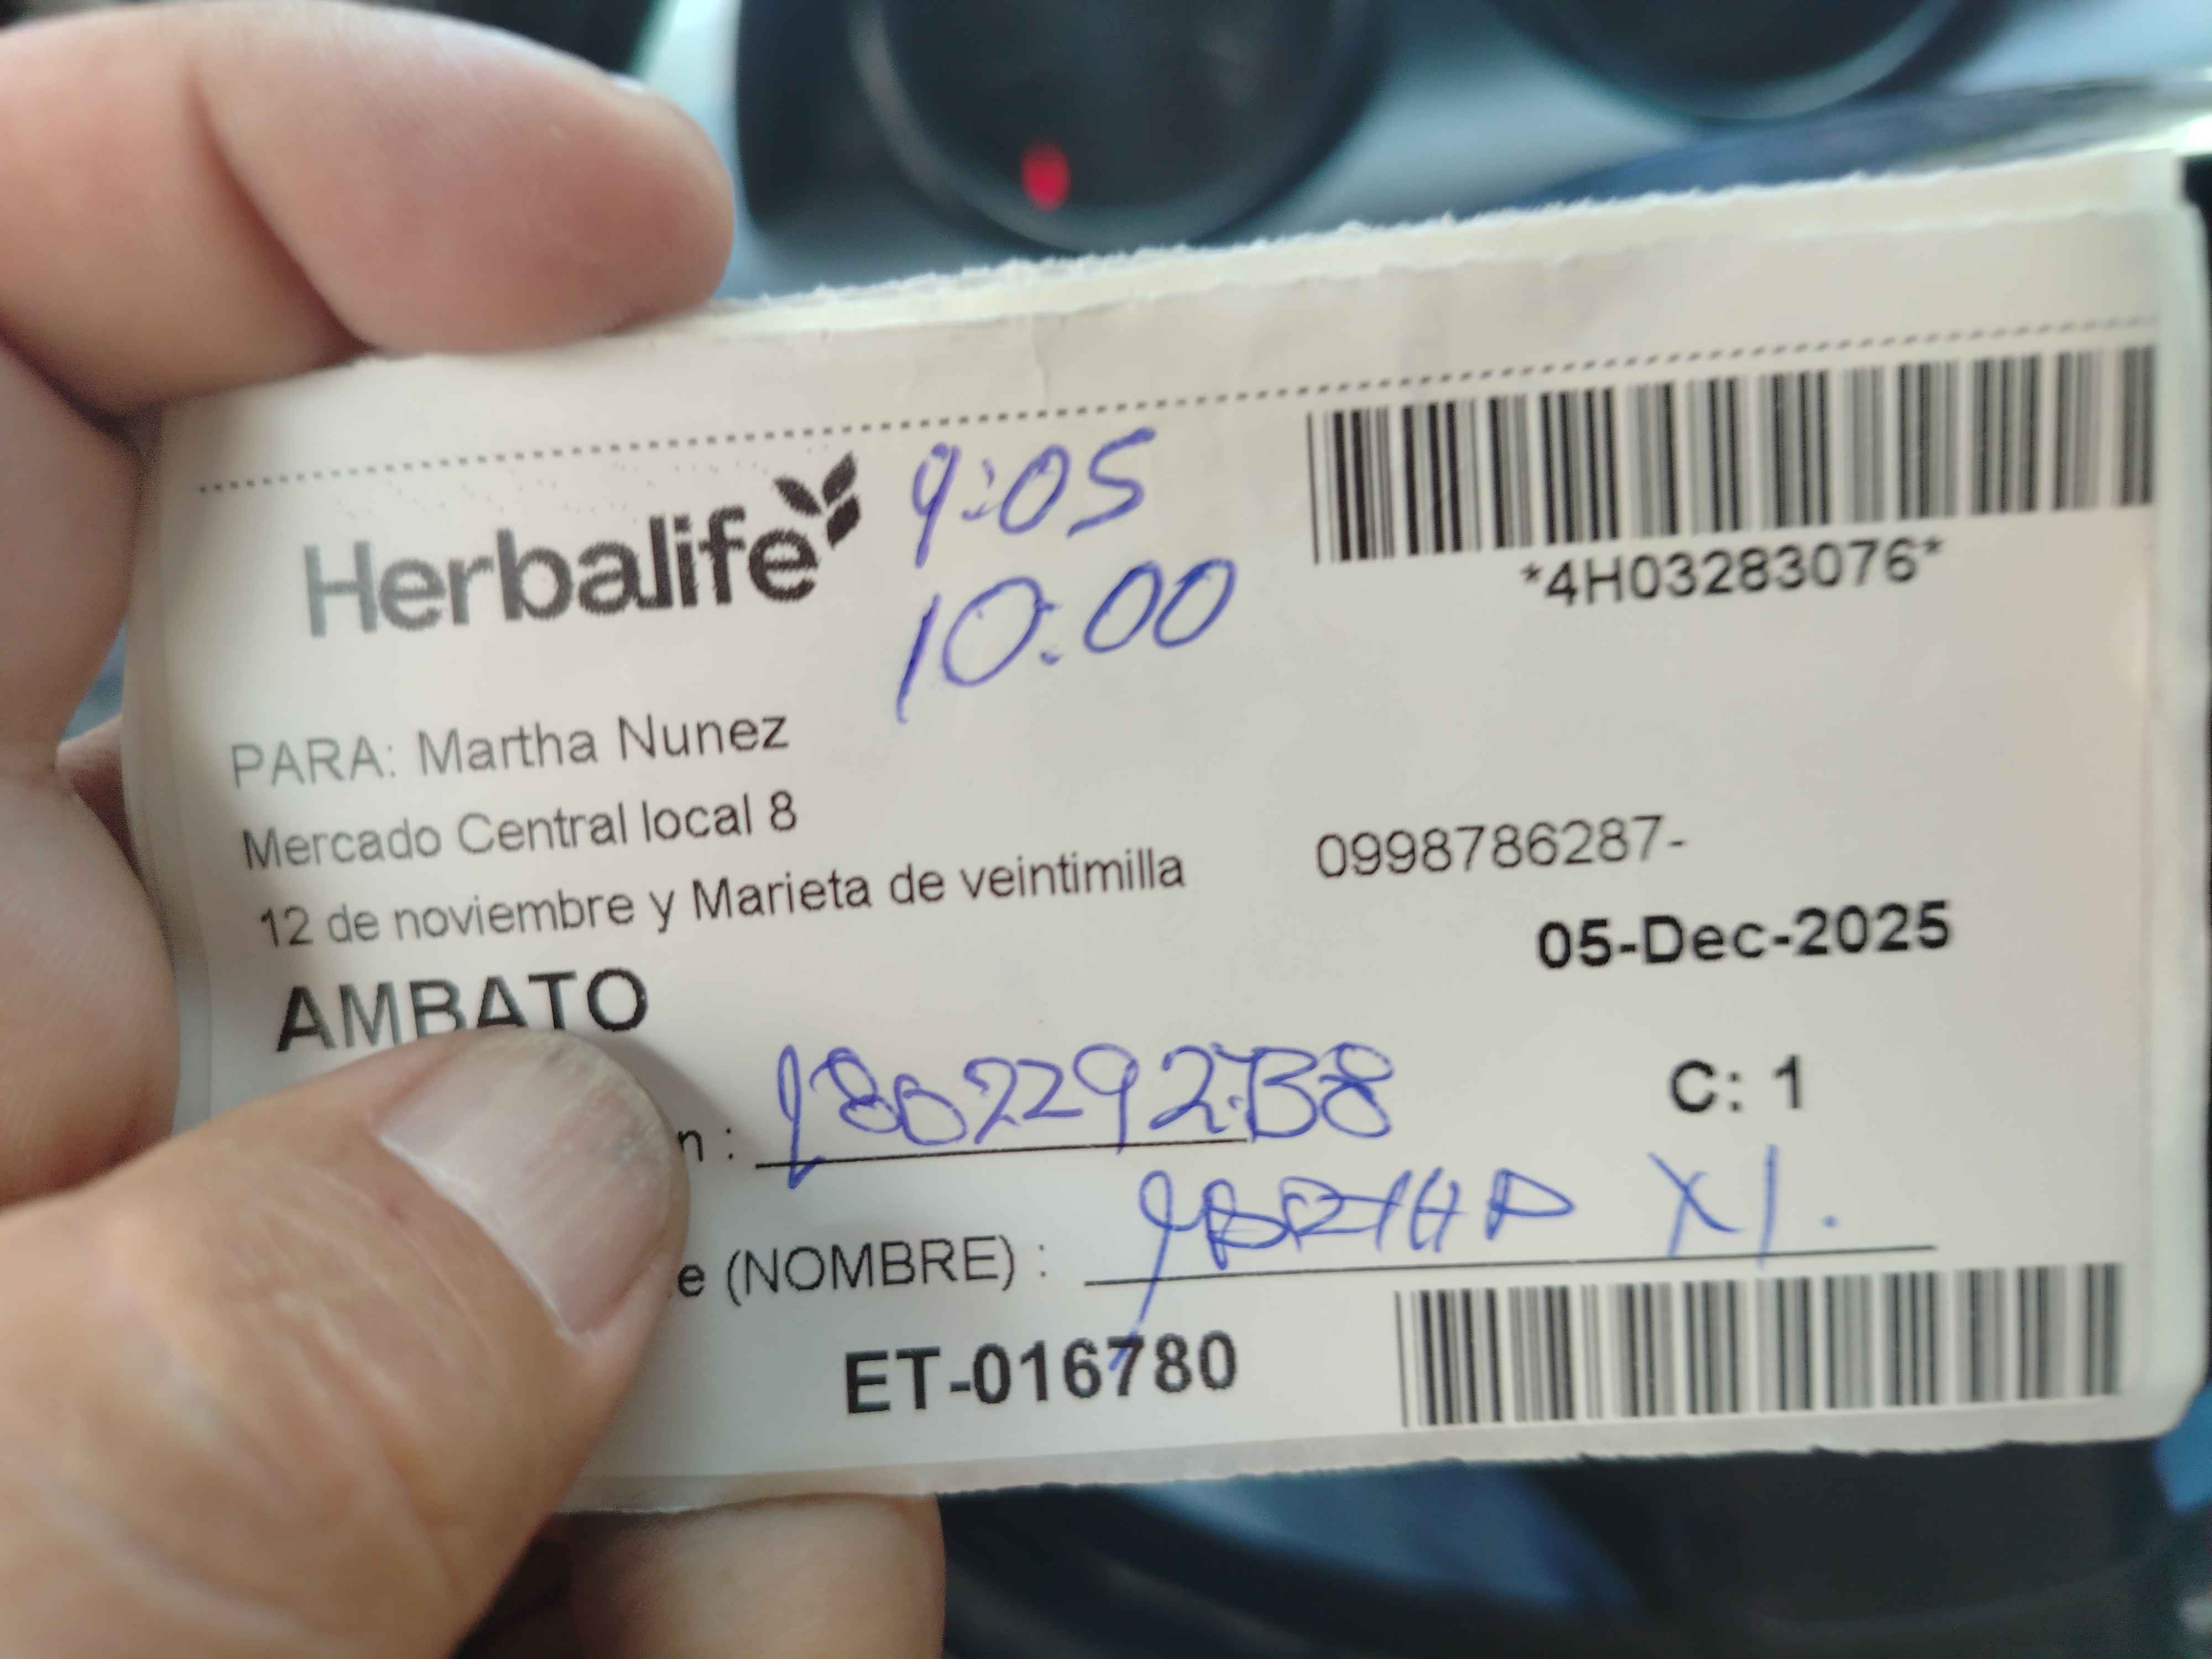 Herbalife
9:05
10:00
*4H03283076*
PARA: Martha Nunez
Mercado Central local 8
12 de noviembre y Marieta de veintimilla
0998786287-
05-Dec-2025
AMBATO
C: 1
n :
e (NOMBRE) :
ET-016780